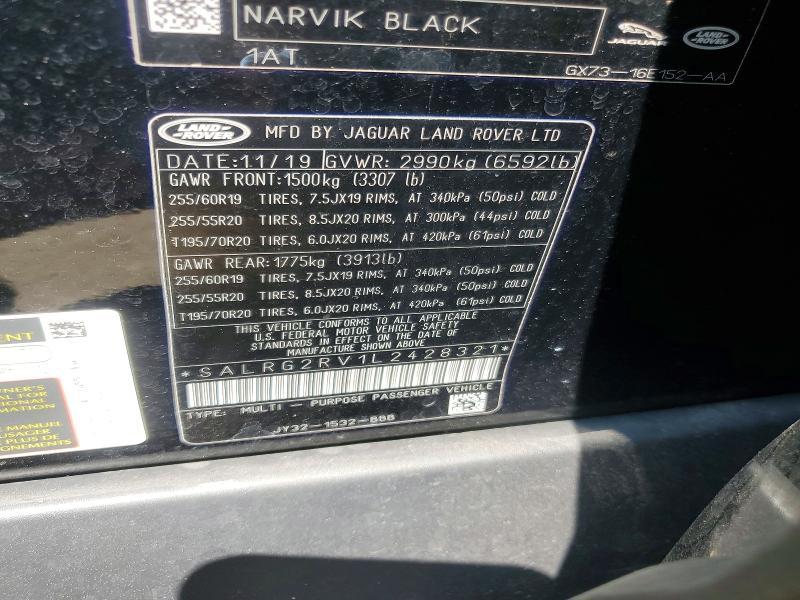 NARVIK BLACK
1AT
JAGUAR
LAND ROVER
GX73-16E152-AA
LAND ROVER MFD BY JAGUAR LAND ROVER LTD
DATE:11/19 GVWR: 2990kg (6592lb)
GAWR FRONT:1500kg (3307 lb)
255/60R19 TIRES, 7.5JX19 RIMS, AT 340kPa (50psi) COLD
255/55R20 TIRES, 8.5JX20 RIMS, AT 300kPa (44psi) COLD
T195/70R20 TIRES, 6.0JX20 RIMS, AT 420kPa (61psi) COLD
GAWR REAR:1775kg (3913lb)
255/60R19 TIRES, 7.5JX19 RIMS, AT 340kPa (50psi) COLD
255/55R20 TIRES, 8.5JX20 RIMS, AT 340kPa (50psi) COLD
T195/70R20 TIRES, 6.0JX20 RIMS, AT 420kPa (61psi) COLD
THIS VEHICLE CONFORMS TO ALL APPLICABLE
U.S. FEDERAL MOTOR VEHICLE SAFETY
STANDARDS IN EFFECT ON THE DATE OF
MANUFACTURE SHOWN ABOVE
*SALRG2RV1L2428321*
TYPE: MULTI - PURPOSE PASSENGER VEHICLE
JY32-1532-BBB
MANUEL
PLUS DE